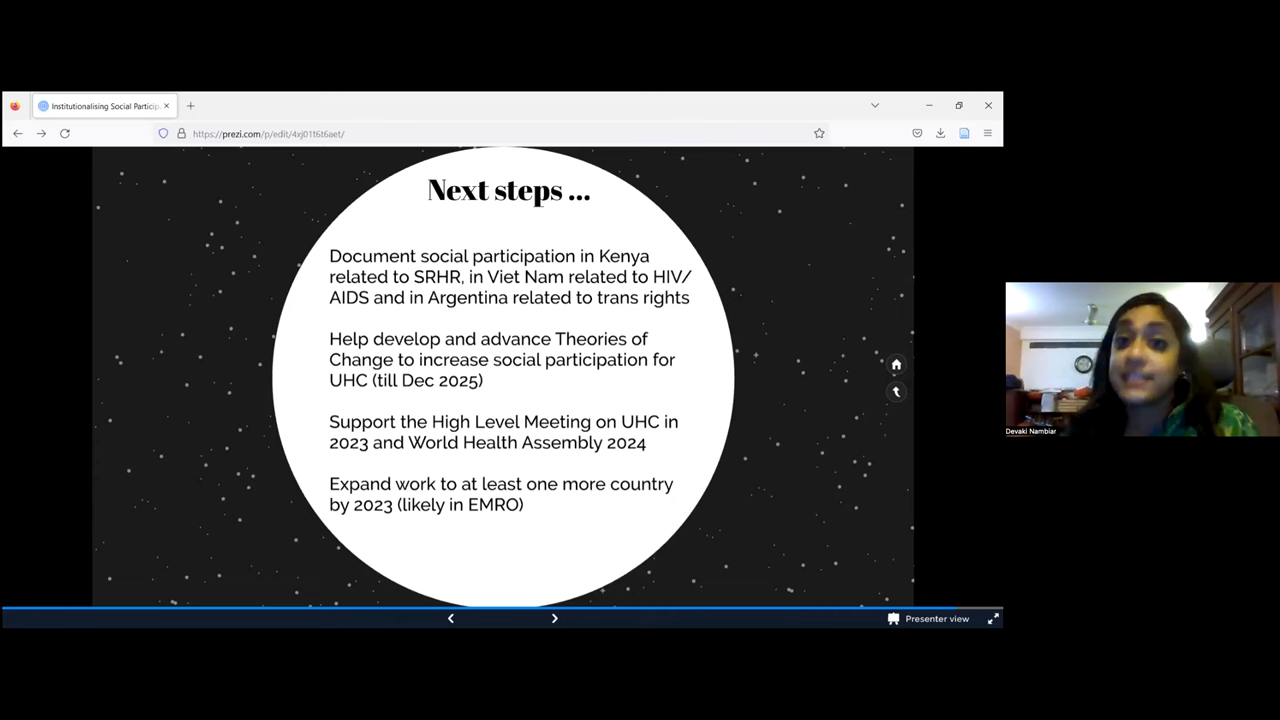 Institutionalising Social Particip
https://prezi.com/p/edit/4xj01t6t6aet/
Next steps ...
Document social participation in Kenya
related to SRHR, in Viet Nam related to HIV/
AIDS and in Argentina related to trans rights
Help develop and advance Theories of
Change to increase social participation for
UHC (till Dec 2025)
Support the High Level Meeting on UHC in
2023 and World Health Assembly 2024
Expand work to at least one more country
by 2023 (likely in EMRO)
Presenter view
Devaki Nambiar